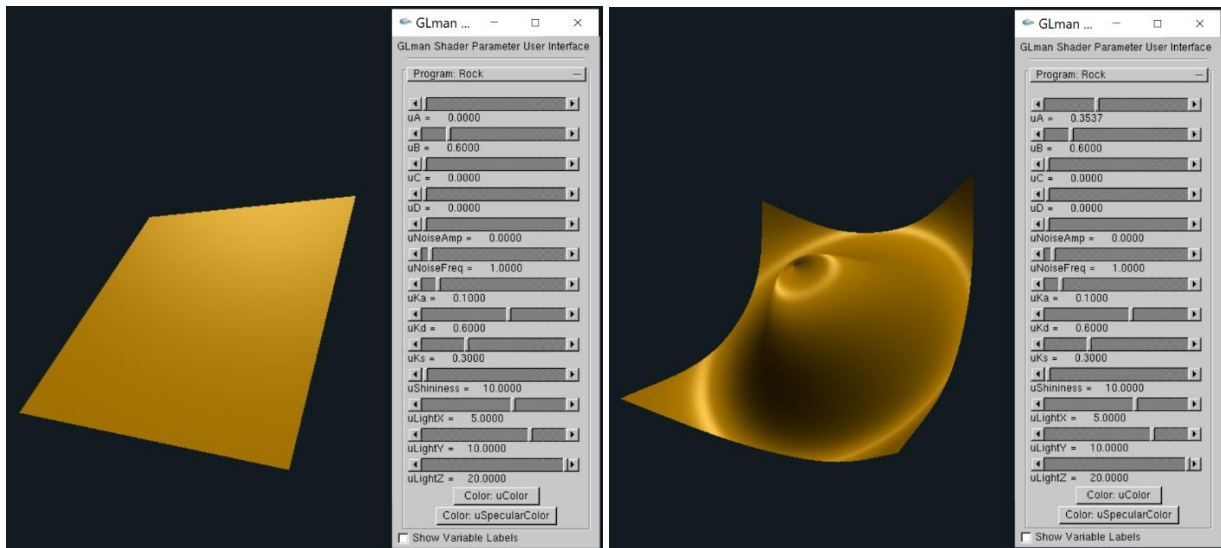 GLman ...
GLman Shader Parameter User Interface
Program: Rock
uA = 0.0000
uB = 0.6000
uC = 0.0000
uD = 0.0000
uNoiseAmp = 0.0000
uNoiseFreq = 1.0000
uKa = 0.1000
uKd = 0.6000
uKs = 0.3000
uShininess = 10.0000
uLightX = 5.0000
uLightY = 10.0000
uLightZ = 20.0000
Color: uColor
Color: uSpecularColor
Show Variable Labels
GLman ...
GLman Shader Parameter User Interface
Program: Rock
uA = 0.3537
uB = 0.6000
uC = 0.0000
uD = 0.0000
uNoiseAmp = 0.0000
uNoiseFreq = 1.0000
uKa = 0.1000
uKd = 0.6000
uKs = 0.3000
uShininess = 10.0000
uLightX = 5.0000
uLightY = 10.0000
uLightZ = 20.0000
Color: uColor
Color: uSpecularColor
Show Variable Labels